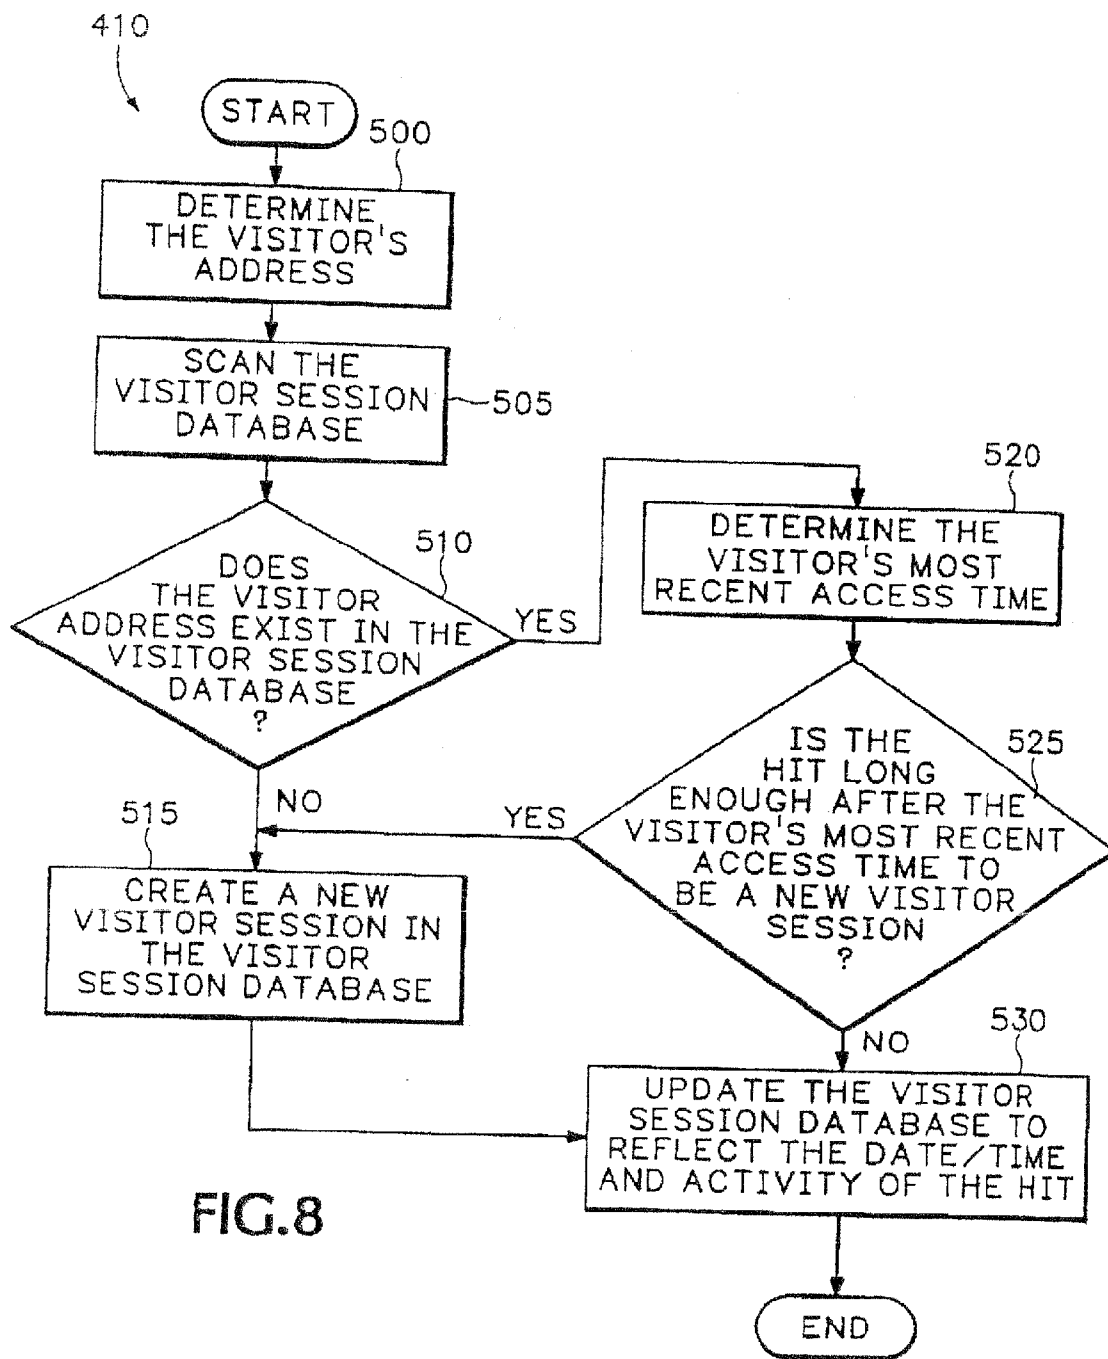 410
START
500
DETERMINE
THE VISITOR'S
ADDRESS
SCAN THE
VISITOR SESSION
DATABASE
505
510
DOES
THE VISITOR
ADDRESS EXIST IN THE
VISITOR SESSION
DATABASE
?
YES
NO
520
DETERMINE THE
VISITOR'S MOST
RECENT ACCESS TIME
525
IS THE
HIT LONG
ENOUGH AFTER THE
VISITOR'S MOST RECENT
ACCESS TIME TO
BE A NEW VISITOR
SESSION
?
YES
NO
515
CREATE A NEW
VISITOR SESSION IN
THE VISITOR
SESSION DATABASE
530
UPDATE THE VISITOR
SESSION DATABASE TO
REFLECT THE DATE/TIME
AND ACTIVITY OF THE HIT
END
FIG.8